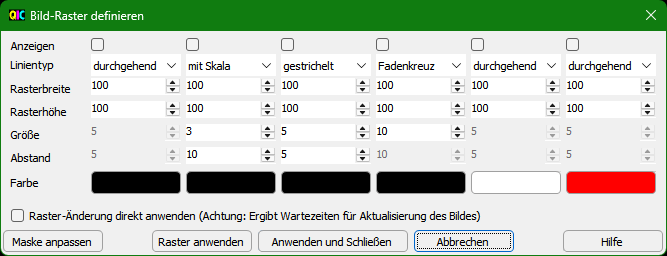 QIC Bild-Raster definieren
Anzeigen
Linientyp durchgehend mit Skala gestrichelt Fadenkreuz durchgehend durchgehend
Rasterbreite 100 100 100 100 100 100
Rasterhöhe 100 100 100 100 100 100
Größe 5 3 5 10 5 5
Abstand 5 10 5 10 5 5
Farbe
Raster-Änderung direkt anwenden (Achtung: Ergibt Wartezeiten für Aktualisierung des Bildes)
Maske anpassen Raster anwenden Anwenden und Schließen Abbrechen Hilfe